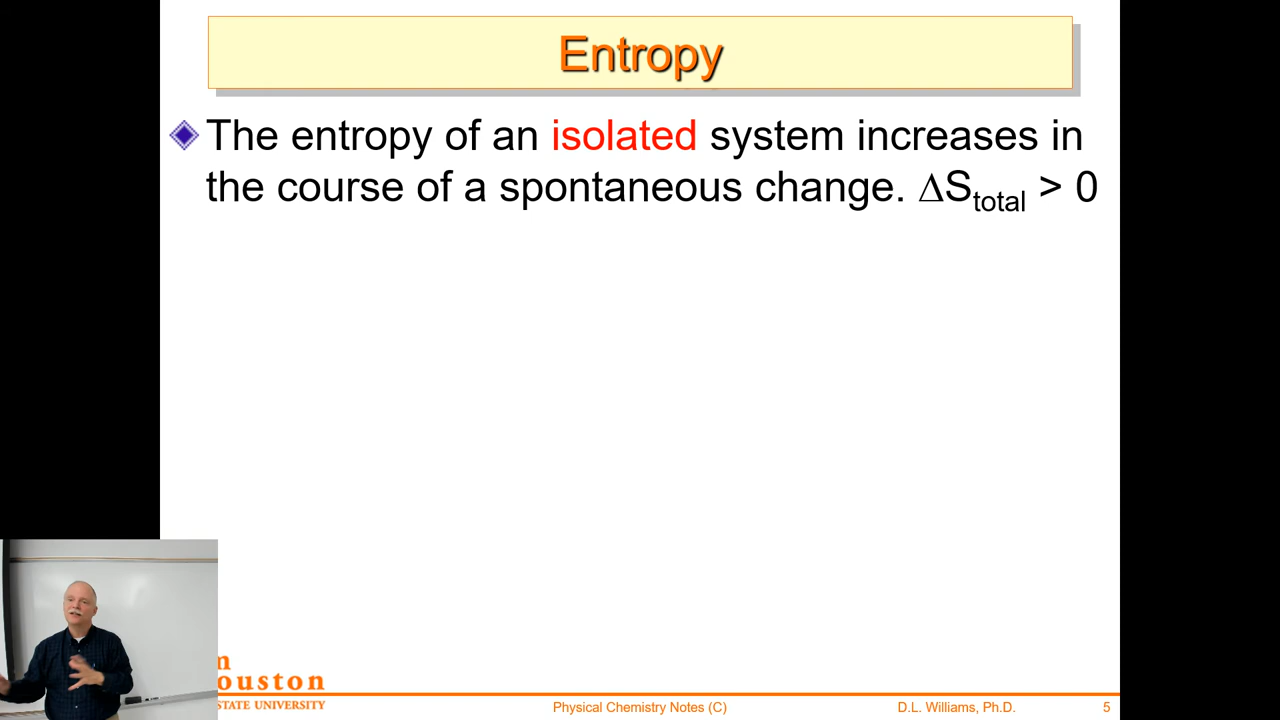 Entropy
The entropy of an isolated system increases in
the course of a spontaneous change. ΔStotal > 0
n
ouston
STATE UNIVERSITY
Physical Chemistry Notes (C)
D.L. Williams, Ph.D.
5